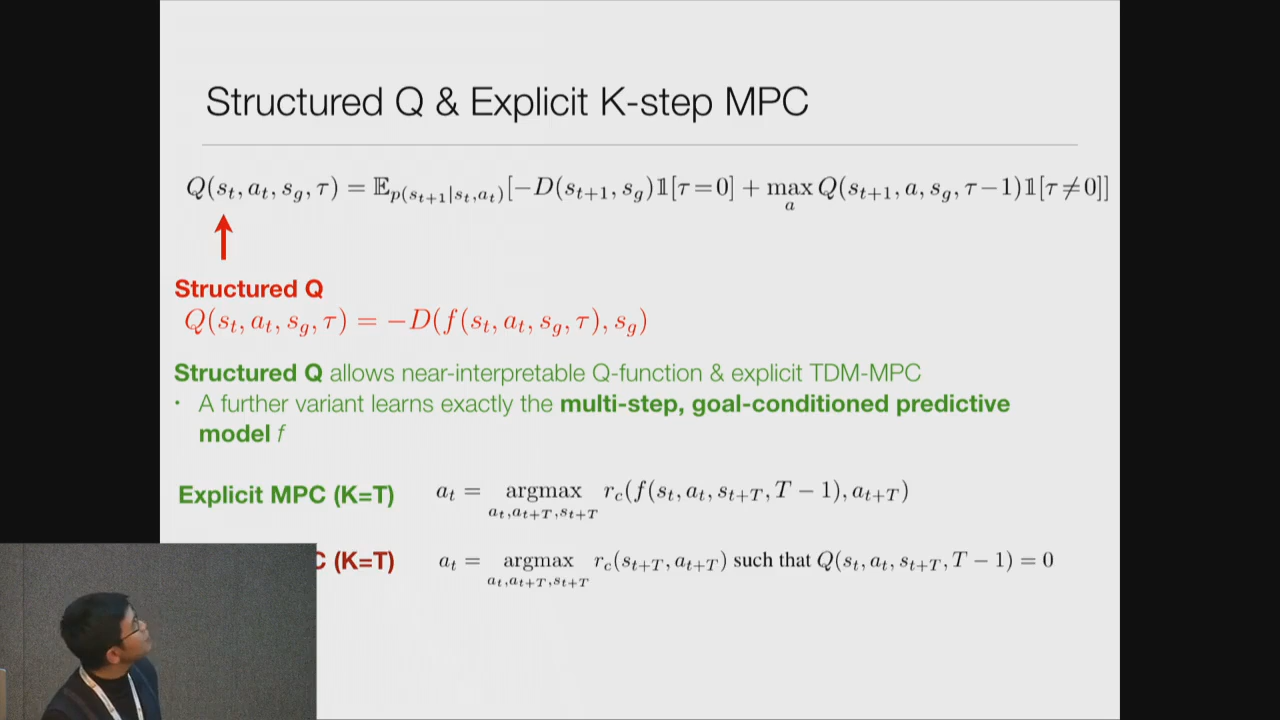 Structured Q & Explicit K-step MPC
Q(s_t, a_t, s_g, τ) = 𝔼_{p(s_{t+1}|s_t,a_t)}[−D(s_{t+1}, s_g)𝟙[τ=0] + max_a Q(s_{t+1}, a, s_g, τ−1)𝟙[τ≠0]]
Structured Q
Q(s_t, a_t, s_g, τ) = −D(f(s_t, a_t, s_g, τ), s_g)
Structured Q allows near-interpretable Q-function & explicit TDM-MPC
• A further variant learns exactly the multi-step, goal-conditioned predictive
model f
Explicit MPC (K=T) a_t = argmax_{a_t,a_{t+T},s_{t+T}} r_c(f(s_t, a_t, s_{t+T}, T − 1), a_{t+T})
C (K=T) a_t = argmax_{a_t,a_{t+T},s_{t+T}} r_c(s_{t+T}, a_{t+T}) such that Q(s_t, a_t, s_{t+T}, T − 1) = 0